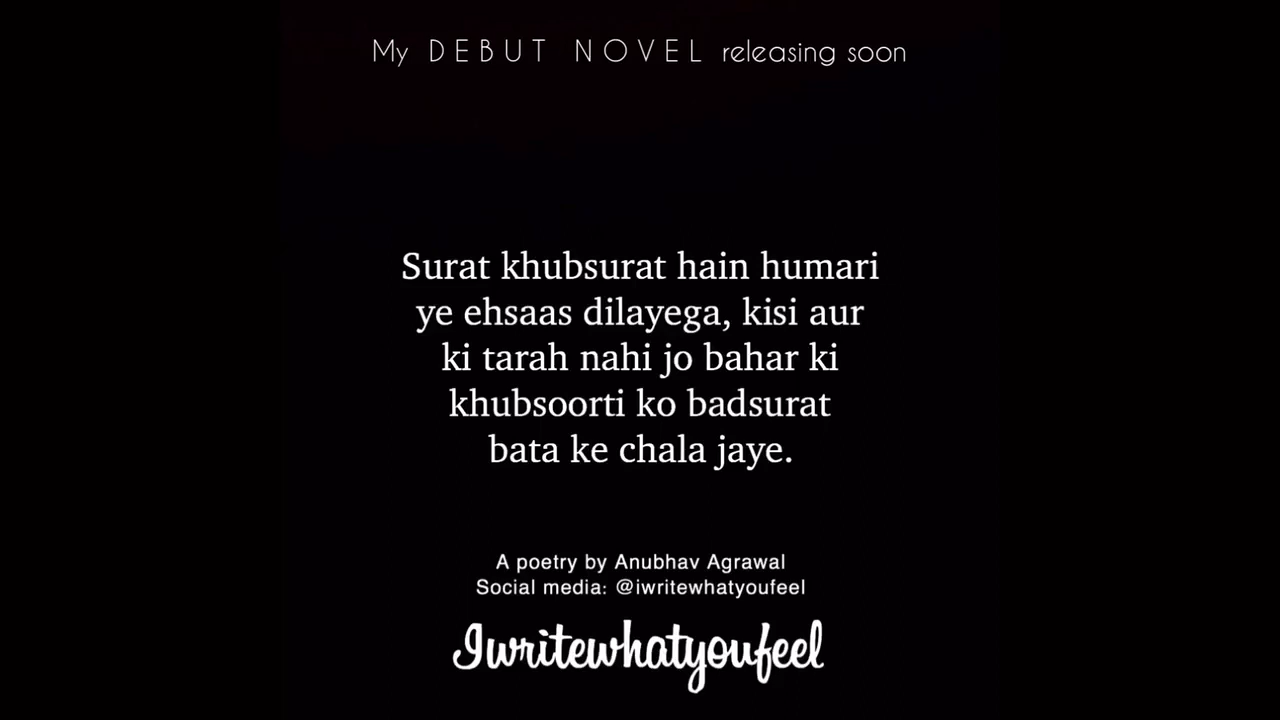 My DEBUT NOVEL releasing soon
Surat khubsurat hain humari
ye ehsaas dilayega, kisi aur
ki tarah nahi jo bahar ki
khubsoorti ko badsurat
bata ke chala jaye.
A poetry by Anubhav Agrawal
Social media: @iwritewhatyoufeel
Iwritewhatyoufeel